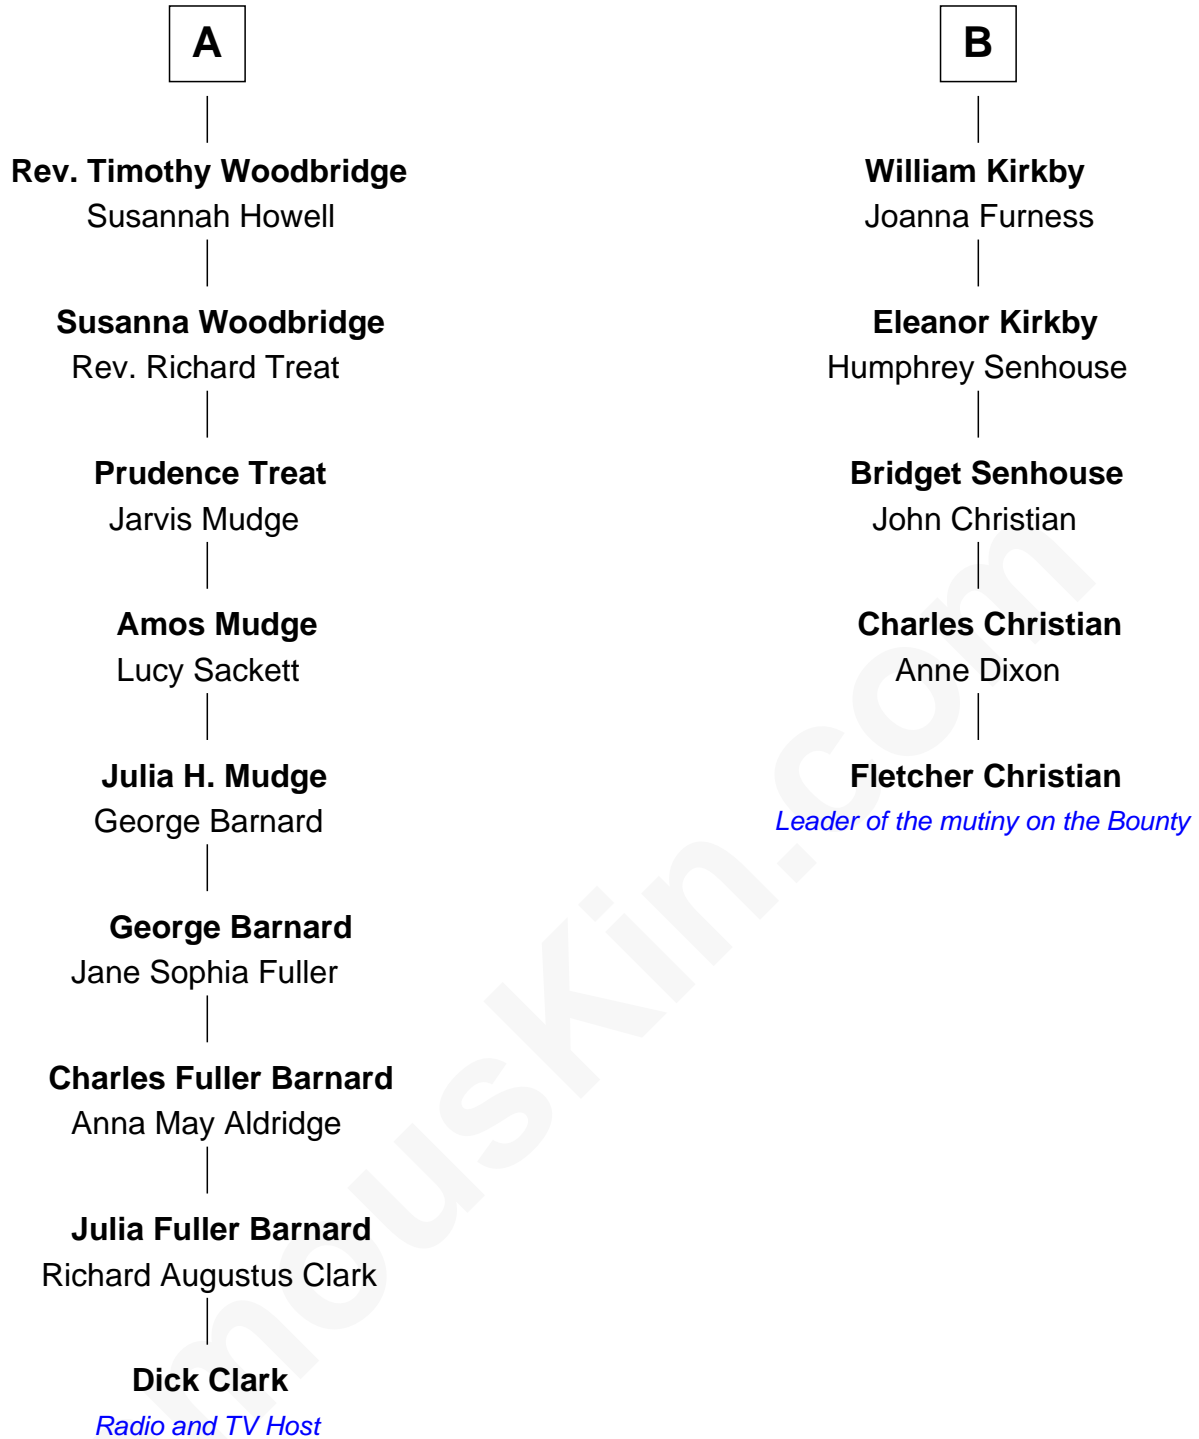 A
Rev. Timothy Woodbridge
Susannah Howell
Susanna Woodbridge
Rev. Richard Treat
Prudence Treat
Jarvis Mudge
Amos Mudge
Lucy Sackett
Julia H. Mudge
George Barnard
George Barnard
Jane Sophia Fuller
Charles Fuller Barnard
Anna May Aldridge
Julia Fuller Barnard
Richard Augustus Clark
Dick Clark
Radio and TV Host
B
William Kirkby
Joanna Furness
Eleanor Kirkby
Humphrey Senhouse
Bridget Senhouse
John Christian
Charles Christian
Anne Dixon
Fletcher Christian
Leader of the mutiny on the Bounty
mousKin.com